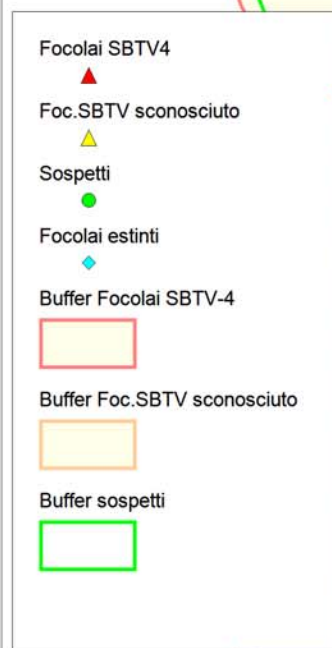 Focolai SBTV4
Foc.SBTV sconosciuto
Sospetti
Focolai estinti
Buffer Focolai SBTV-4
Buffer Foc.SBTV sconosciuto
Buffer sospetti